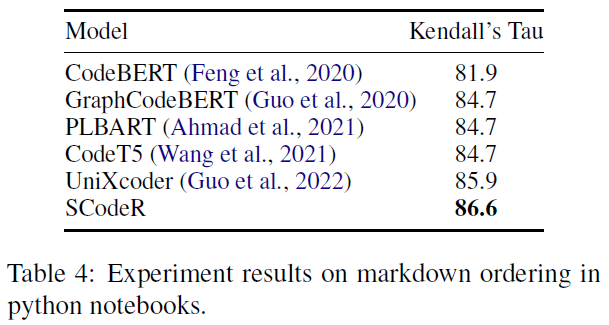 Model Kendall's Tau
CodeBERT (Feng et al., 2020) 81.9
GraphCodeBERT (Guo et al., 2020) 84.7
PLBART (Ahmad et al., 2021) 84.7
CodeT5 (Wang et al., 2021) 84.7
UniXcoder (Guo et al., 2022) 85.9
SCodeR 86.6
Table 4: Experiment results on markdown ordering in
python notebooks.